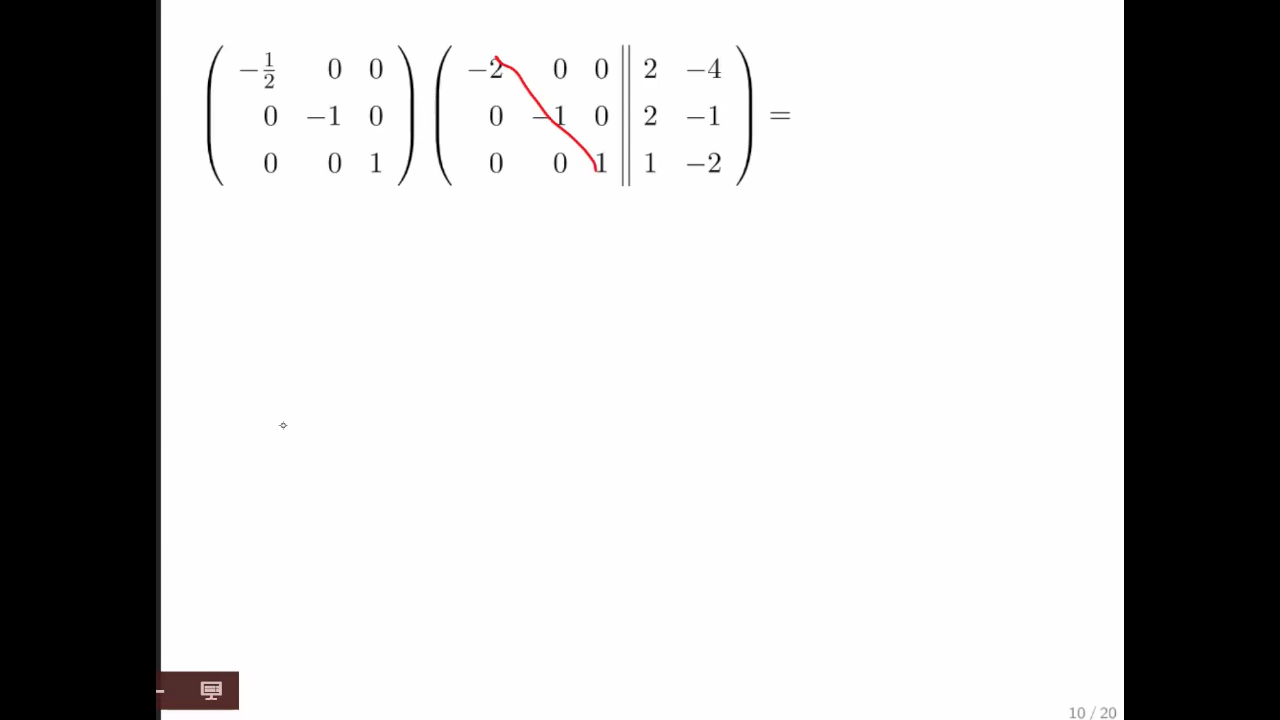 −1/2 0 0 −2 0 0 2 −4
0 −1 0 0 −1 0 2 −1 =
0 0 1 0 0 1 1 −2
10 / 20